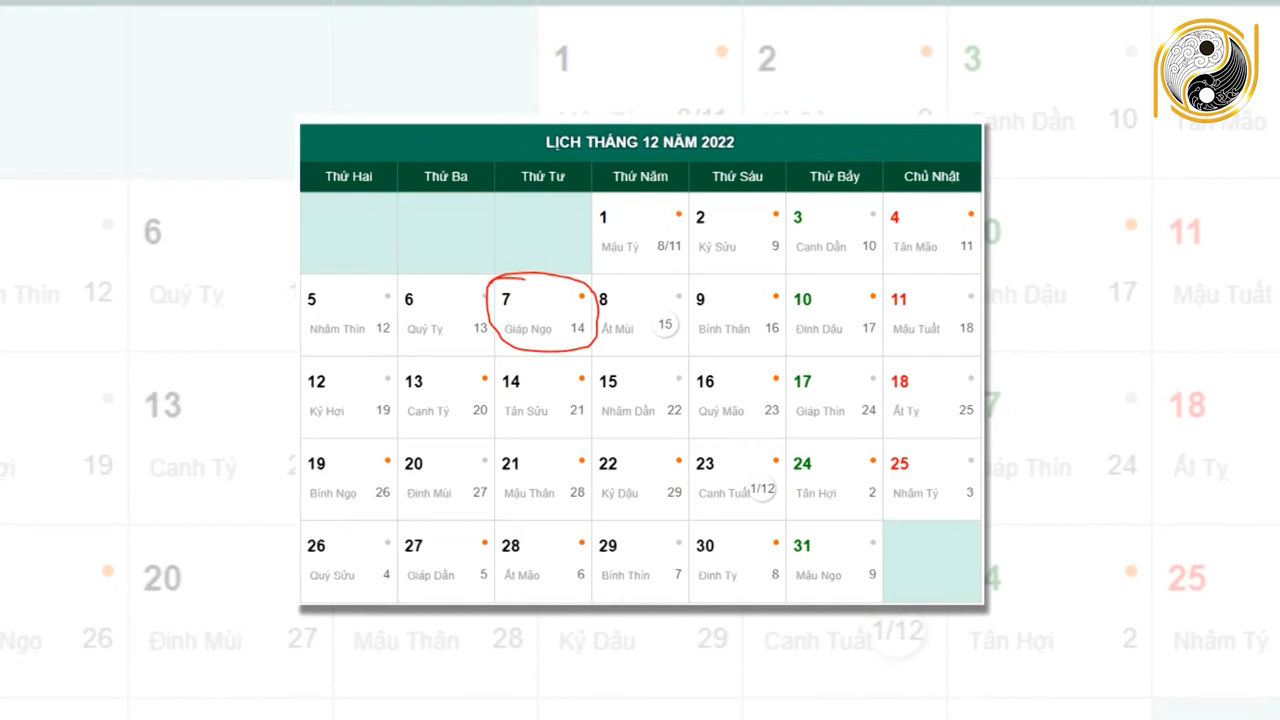 LỊCH THÁNG 12 NĂM 2022
Thứ Hai Thứ Ba Thứ Tư Thứ Năm Thứ Sáu Thứ Bảy Chủ Nhật
1 2 3 4
Mậu Tý 8/11 Kỷ Sửu 9 Canh Dần 10 Tân Mão 11
5 6 7 8 9 10 11
Nhâm Thìn 12 Quý Tỵ 13 Giáp Ngọ 14 Ất Mùi 15 Bính Thân 16 Đinh Dậu 17 Mậu Tuất 18
12 13 14 15 16 17 18
Kỷ Hợi 19 Canh Tý 20 Tân Sửu 21 Nhâm Dần 22 Quý Mão 23 Giáp Thìn 24 Ất Tỵ 25
19 20 21 22 23 24 25
Bính Ngọ 26 Đinh Mùi 27 Mậu Thân 28 Kỷ Dậu 29 Canh Tuất 1/12 Tân Hợi 2 Nhâm Tý 3
26 27 28 29 30 31
Quý Sửu 4 Giáp Dần 5 Ất Mão 6 Bính Thìn 7 Đinh Tỵ 8 Mậu Ngọ 9